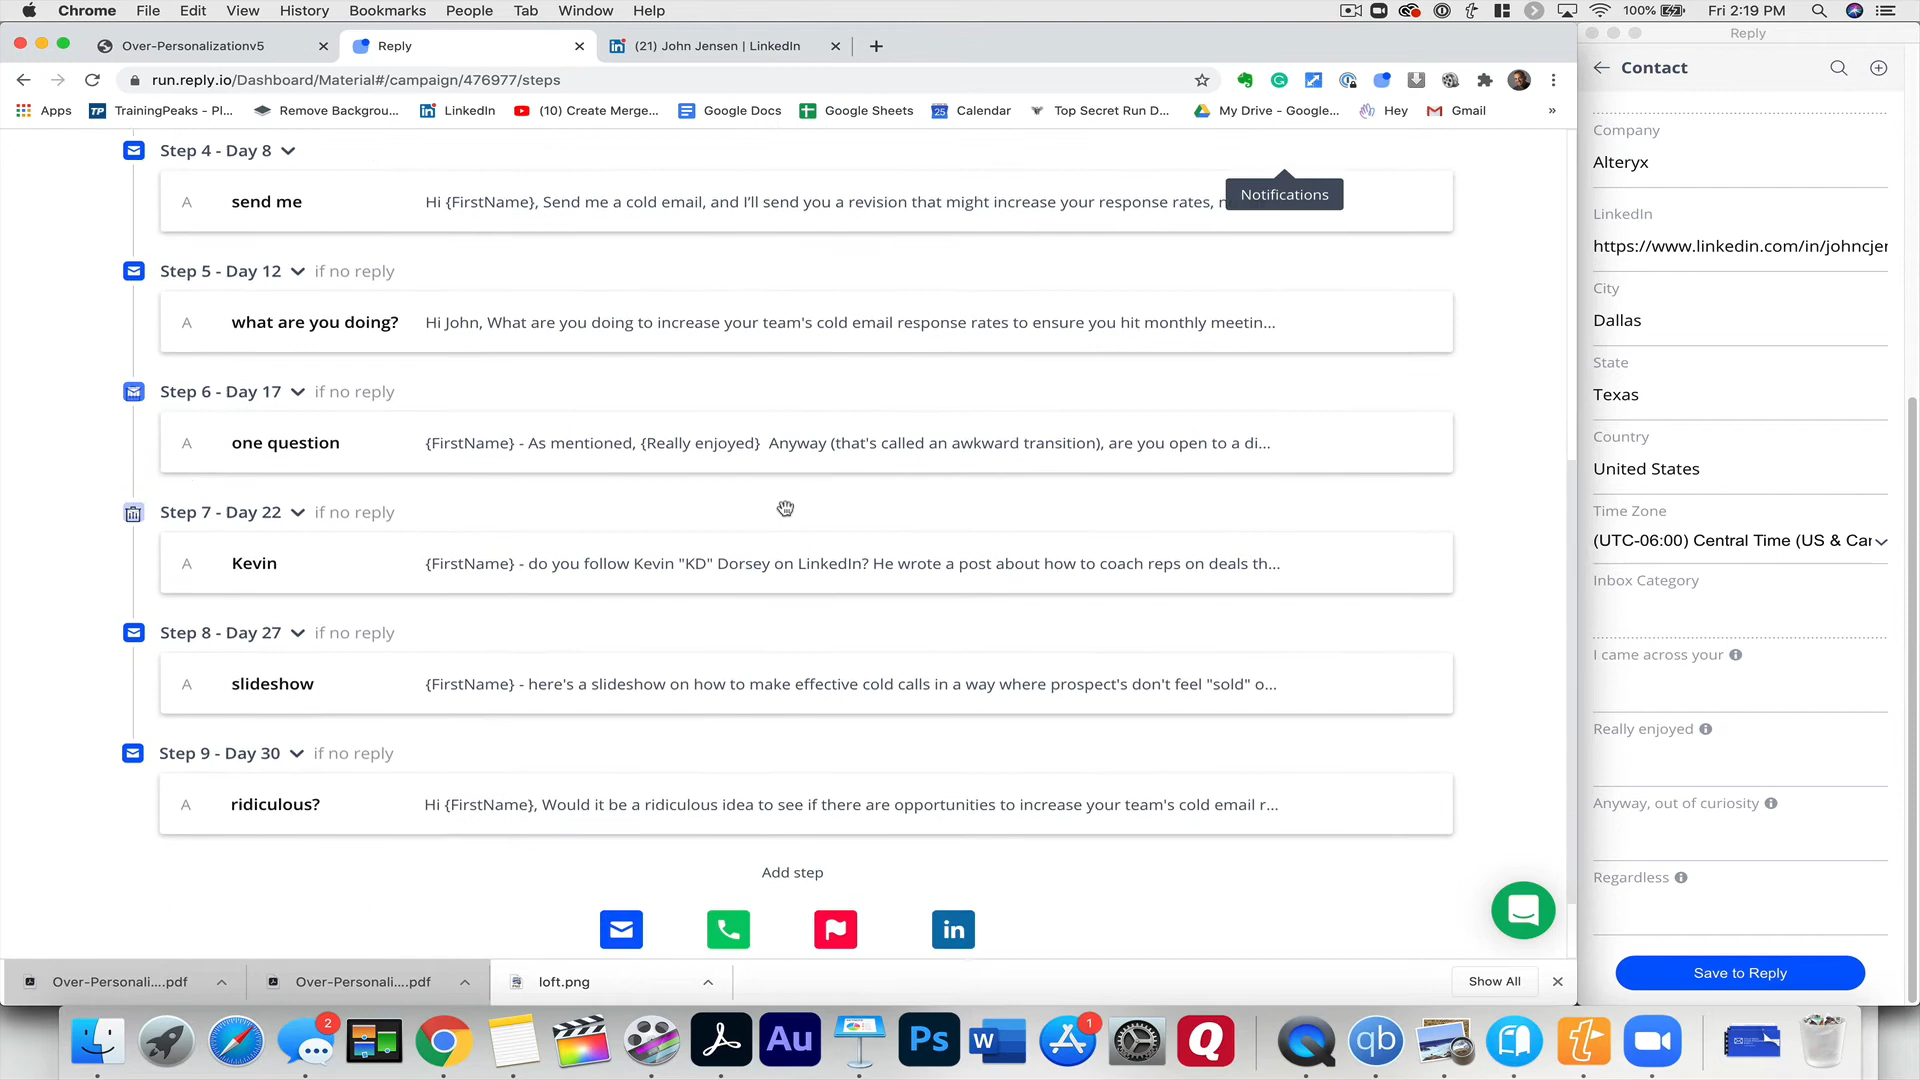 Chrome File Edit View History Bookmarks People Tab Window Help
100% Fri 2:19 PM
Over-Personalizationv5
Reply
(21) John Jensen | LinkedIn
Reply
run.reply.io/Dashboard/Material#/campaign/476977/steps
Apps
TrainingPeaks - Pl...
Remove Backgrou...
LinkedIn
(10) Create Merge...
Google Docs
Google Sheets
Calendar
Top Secret Run D...
My Drive - Google...
Hey
Gmail
»
Step 4 - Day 8
Notifications
A send me Hi {FirstName}, Send me a cold email, and I'll send you a revision that might increase your response rates,
Step 5 - Day 12 if no reply
A what are you doing? Hi John, What are you doing to increase your team's cold email response rates to ensure you hit monthly meetin...
Step 6 - Day 17 if no reply
A one question {FirstName} - As mentioned, {Really enjoyed} Anyway (that's called an awkward transition), are you open to a di...
Step 7 - Day 22 if no reply
A Kevin {FirstName} - do you follow Kevin "KD" Dorsey on LinkedIn? He wrote a post about how to coach reps on deals th...
Step 8 - Day 27 if no reply
A slideshow {FirstName} - here's a slideshow on how to make effective cold calls in a way where prospect's don't feel "sold" o...
Step 9 - Day 30 if no reply
A ridiculous? Hi {FirstName}, Would it be a ridiculous idea to see if there are opportunities to increase your team's cold email r...
Add step
in
Contact
Company
Alteryx
LinkedIn
https://www.linkedin.com/in/johncjer
City
Dallas
State
Texas
Country
United States
Time Zone
(UTC-06:00) Central Time (US & Car
Inbox Category
I came across your
Really enjoyed
Anyway, out of curiosity
Regardless
Save to Reply
Over-Personali....pdf
Over-Personali....pdf
loft.png
Show All
2
Au
Ps
W
1
Q
qb
t